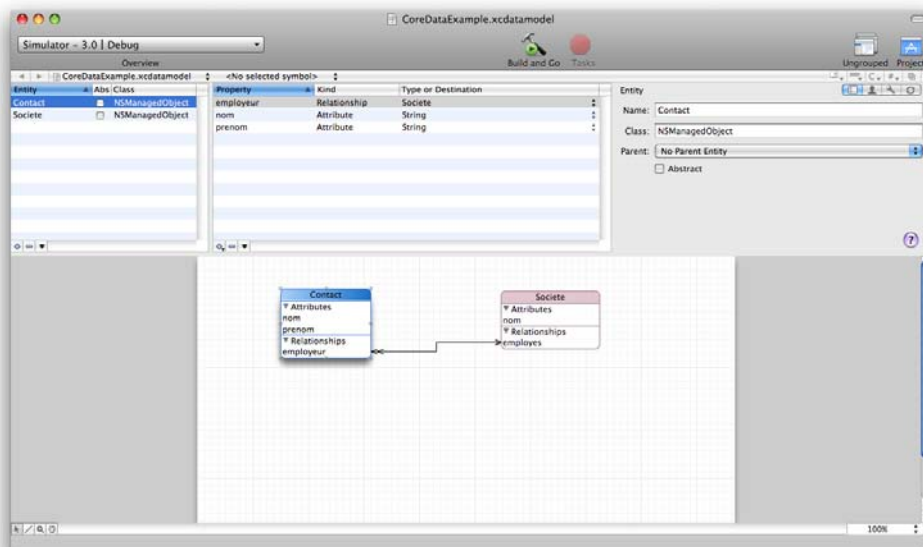 CoreDataExample.xcdatamodel
Simulator - 3.0 | Debug
Overview
Build and Go
Tasks
Ungrouped
Project
CoreDataExample.xcdatamodel
<No selected symbol>
Entity Abs Class
Contact NSManagedObject
Societe NSManagedObject
Property Kind Type or Destination
employeur Relationship Societe
nom Attribute String
prenom Attribute String
Entity
Name: Contact
Class: NSManagedObject
Parent: No Parent Entity
Abstract
?
Contact
Attributes
nom
prenom
Relationships
employeur
Societe
Attributes
nom
Relationships
employes
100%